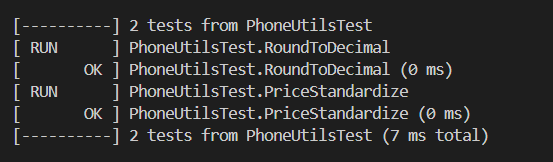 [----------] 2 tests from PhoneUtilsTest
[ RUN      ] PhoneUtilsTest.RoundToDecimal
[       OK ] PhoneUtilsTest.RoundToDecimal (0 ms)
[ RUN      ] PhoneUtilsTest.PriceStandardize
[       OK ] PhoneUtilsTest.PriceStandardize (0 ms)
[----------] 2 tests from PhoneUtilsTest (7 ms total)